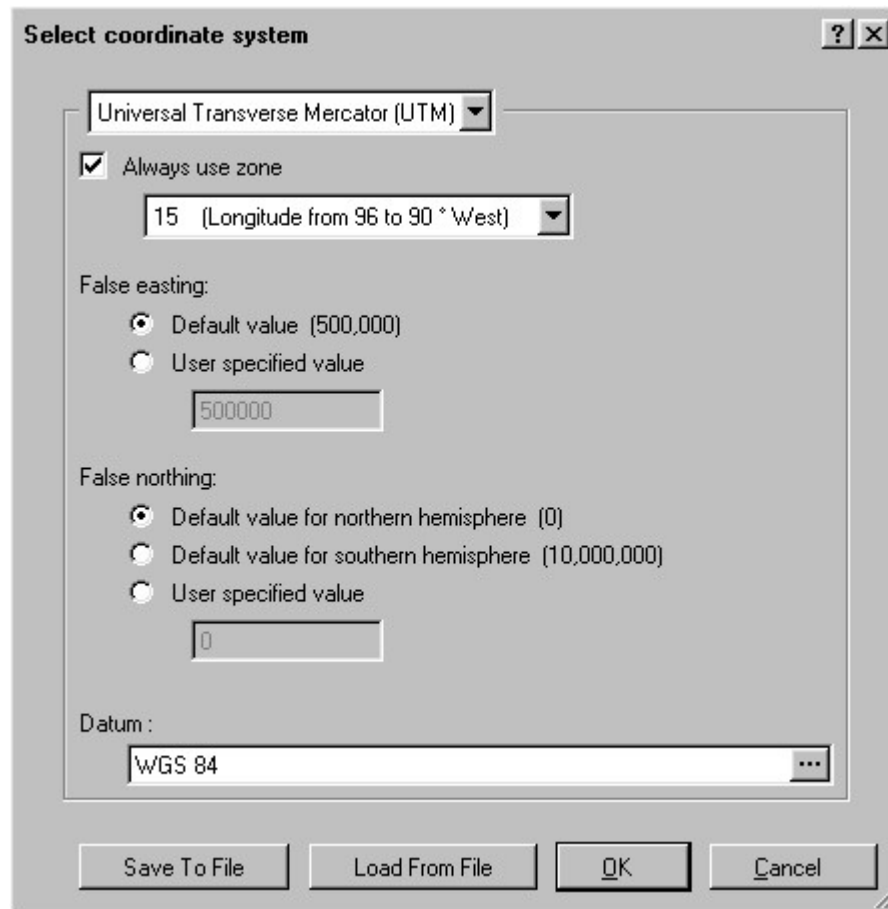 Select coordinate system
Universal Transverse Mercator (UTM)
Always use zone
15 (Longitude from 96 to 90 ° West)
False easting:
Default value (500,000)
User specified value
500000
False northing:
Default value for northern hemisphere (0)
Default value for southern hemisphere (10,000,000)
User specified value
0
Datum :
WGS 84 ...
Save To File Load From File OK Cancel